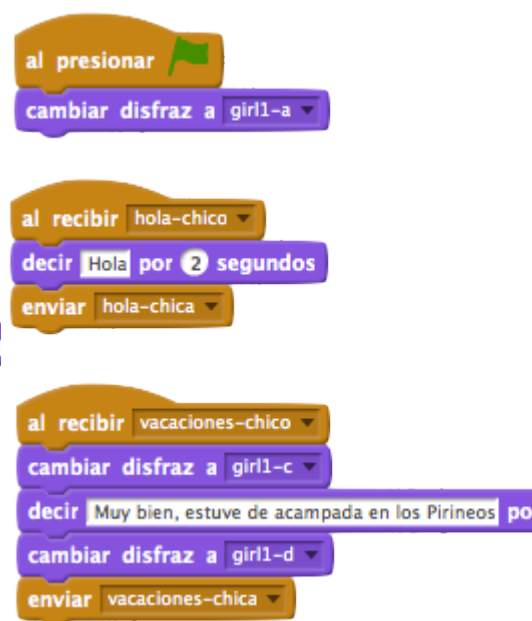 al presionar
cambiar disfraz a girl1-a
al recibir hola-chico
decir Hola por 2 segundos
enviar hola-chica
al recibir vacaciones-chico
cambiar disfraz a girl1-c
decir Muy bien, estuve de acampada en los Pirineos po
cambiar disfraz a girl1-d
enviar vacaciones-chica